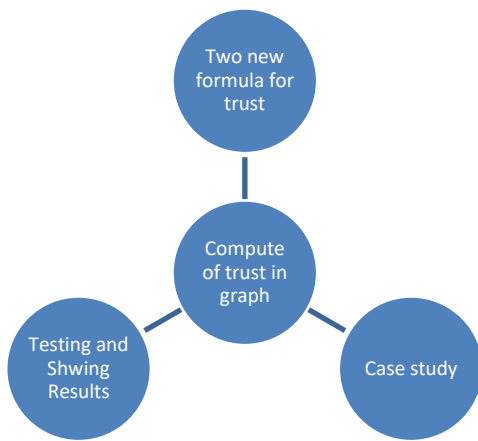 Two new
formula for
trust
Compute
of trust in
graph
Testing and
Shwing
Results
Case study